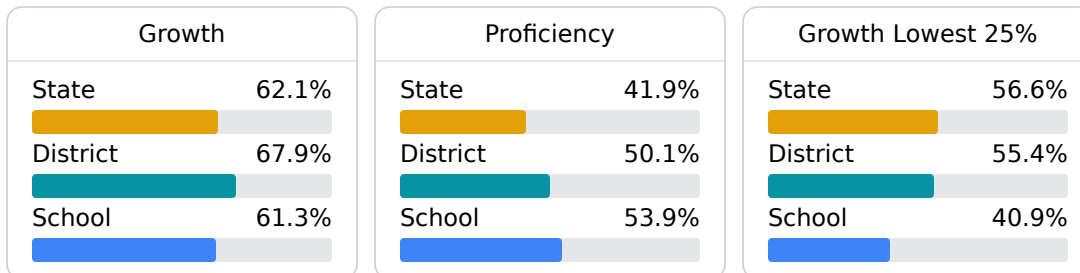 Growth
State 62.1%
District 67.9%
School 61.3%
Proficiency
State 41.9%
District 50.1%
School 53.9%
Growth Lowest 25%
State 56.6%
District 55.4%
School 40.9%